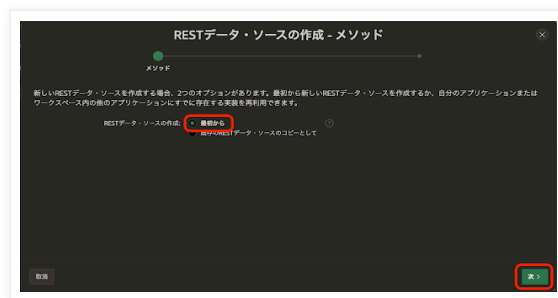 RESTデータ・ソースの作成 - メソッド
メソッド
新しいRESTデータ・ソースを作成する場合、2つのオプションがあります。最初から新しいRESTデータ・ソースを作成するか、自分のアプリケーションまたは
ワークスペース内の他のアプリケーションにすでに存在する実装を再利用できます。
RESTデータ・ソースの作成: 最初から
既存のRESTデータ・ソースのコピーとして
取消
次 >